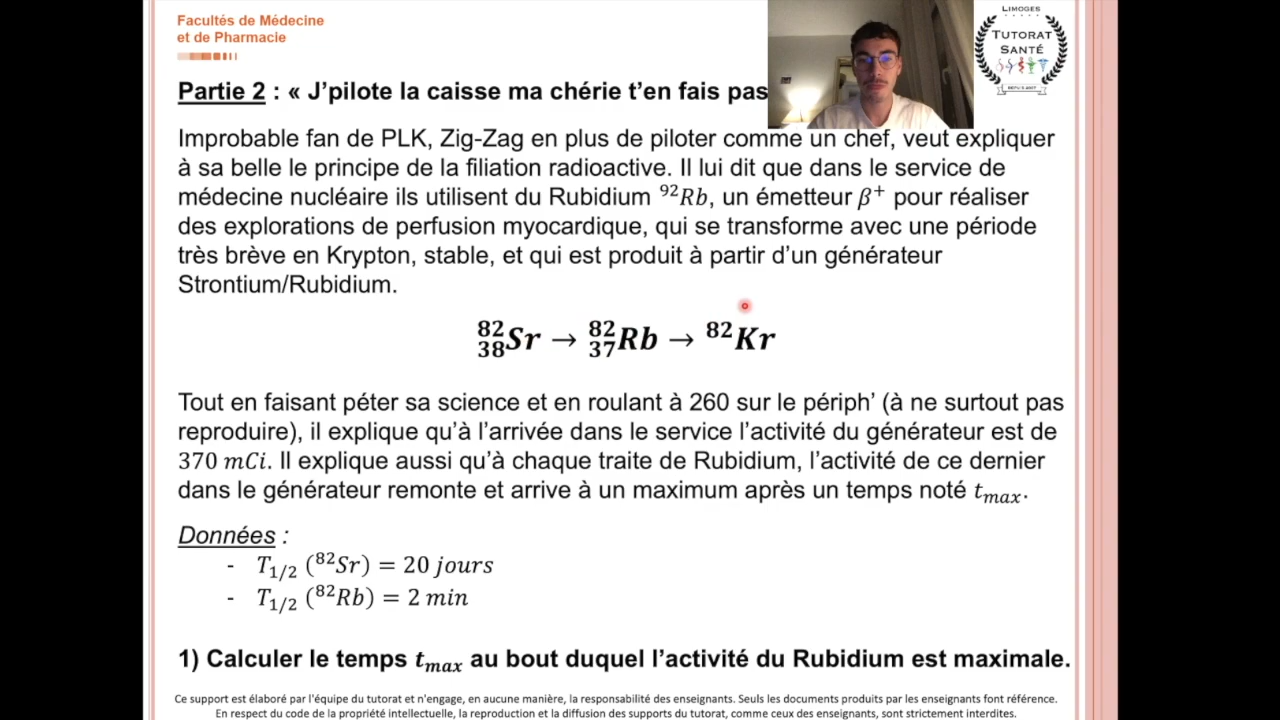 Facultés de Médecine
et de Pharmacie
LIMOGES
TUTORAT
SANTÉ
DEPUIS 2007
Partie 2 : « J’pilote la caisse ma chérie t’en fais pas
Improbable fan de PLK, Zig-Zag en plus de piloter comme un chef, veut expliquer
à sa belle le principe de la filiation radioactive. Il lui dit que dans le service de
médecine nucléaire ils utilisent du Rubidium ⁹²Rb, un émetteur β⁺ pour réaliser
des explorations de perfusion myocardique, qui se transforme avec une période
très brève en Krypton, stable, et qui est produit à partir d’un générateur
Strontium/Rubidium.
⁸²₃₈Sr → ⁸²₃₇Rb → ⁸²Kr
Tout en faisant péter sa science et en roulant à 260 sur le périph’ (à ne surtout pas
reproduire), il explique qu’à l’arrivée dans le service l’activité du générateur est de
370 mCi. Il explique aussi qu’à chaque traite de Rubidium, l’activité de ce dernier
dans le générateur remonte et arrive à un maximum après un temps noté tₘₐₓ.
Données :
- T₁/₂ (⁸²Sr) = 20 jours
- T₁/₂ (⁸²Rb) = 2 min
1) Calculer le temps tₘₐₓ au bout duquel l’activité du Rubidium est maximale.
Ce support est élaboré par l’équipe du tutorat et n’engage, en aucune manière, la responsabilité des enseignants. Seuls les documents produits par les enseignants font référence.
En respect du code de la propriété intellectuelle, la reproduction et la diffusion des supports du tutorat, comme ceux des enseignants, sont strictement interdites.